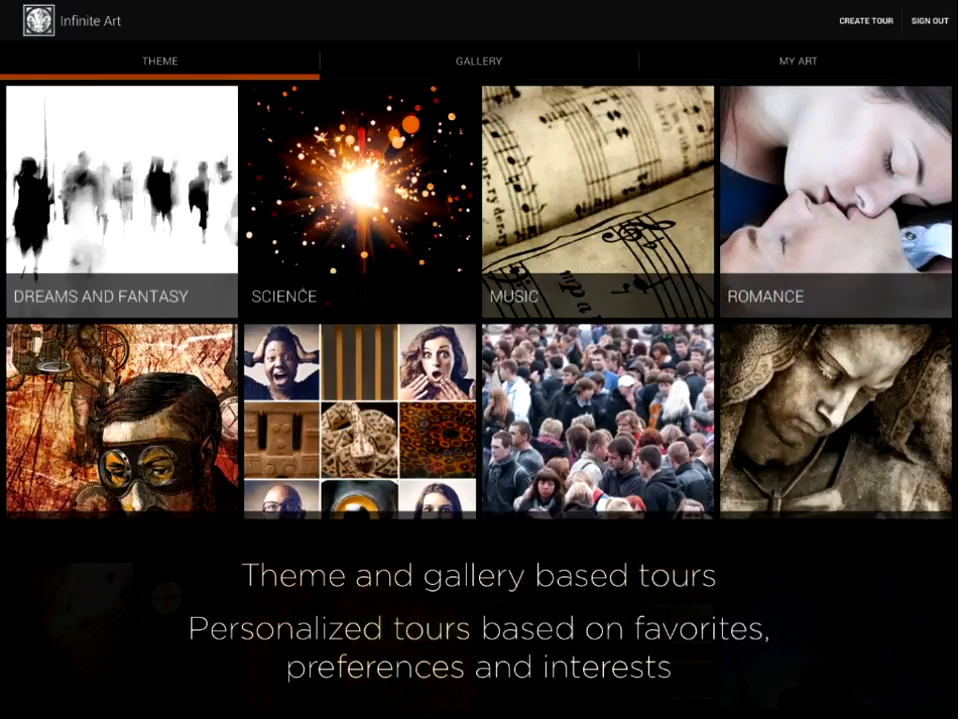 Infinite Art
CREATE TOUR
SIGN OUT
THEME
GALLERY
MY ART
DREAMS AND FANTASY
SCIENCE
MUSIC
ROMANCE
Theme and gallery based tours
Personalized tours based on favorites,
preferences and interests